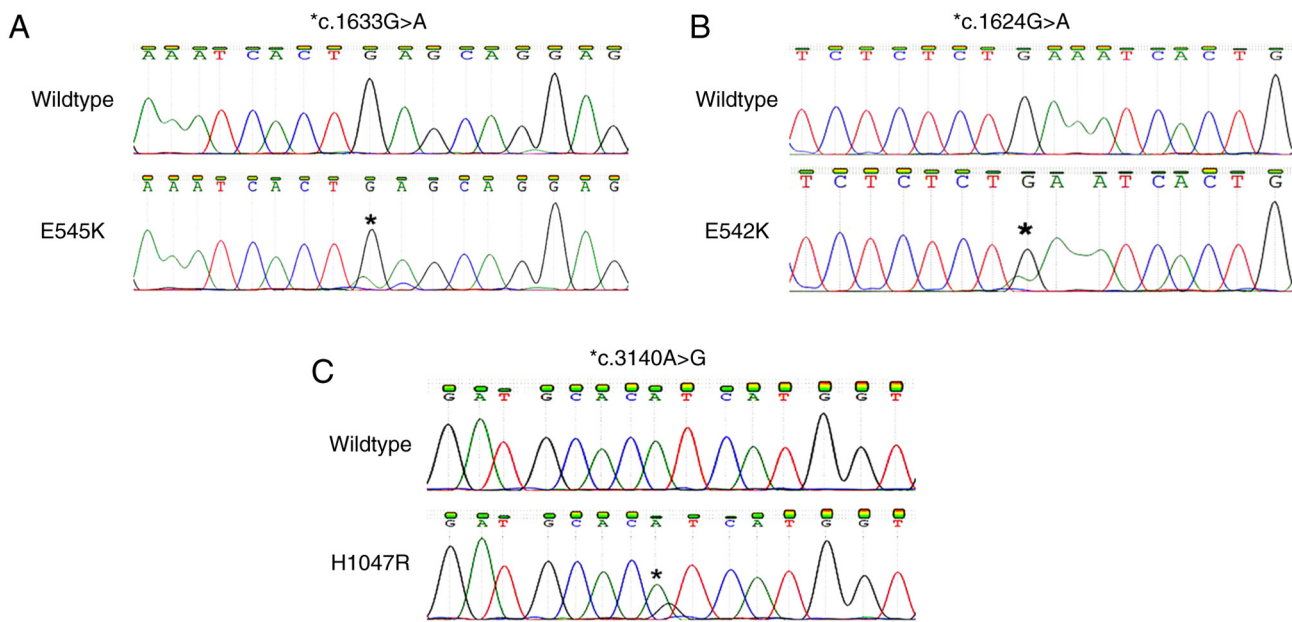 A
*c.1633G>A
A A A T C A C T G A G C A G G A G
Wildtype
A A A T C A C T G A G C A G G A G
E545K
*
B
*c.1624G>A
T C T C T C T G A A A T C A C T G
Wildtype
T C T C T C T G A A T C A C T G
E542K
*
C
*c.3140A>G
G A T G C A C A T C A T G G T
Wildtype
G A T G C A C A T C A T G G T
H1047R
*